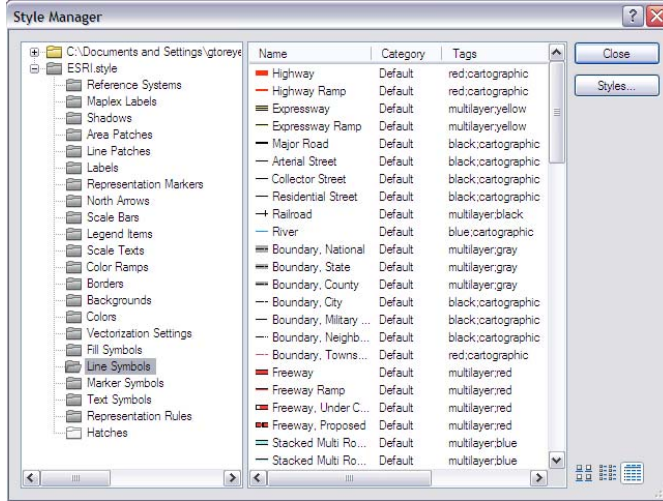 Style Manager
C:\Documents and Settings\gtoreye
ESRI.style
Reference Systems
Maplex Labels
Shadows
Area Patches
Line Patches
Labels
Representation Markers
North Arrows
Scale Bars
Legend Items
Scale Texts
Color Ramps
Borders
Backgrounds
Colors
Vectorization Settings
Fill Symbols
Line Symbols
Marker Symbols
Text Symbols
Representation Rules
Hatches
Name Category Tags
Highway Default red;cartographic
Highway Ramp Default red;cartographic
Expressway Default multilayer;yellow
Expressway Ramp Default multilayer;yellow
Major Road Default black;cartographic
Arterial Street Default black;cartographic
Collector Street Default black;cartographic
Residential Street Default black;cartographic
Railroad Default multilayer;black
River Default blue;cartographic
Boundary, National Default multilayer;gray
Boundary, State Default multilayer;gray
Boundary, County Default multilayer;gray
Boundary, City Default black;cartographic
Boundary, Military ... Default black;cartographic
Boundary, Neighb... Default black;cartographic
Boundary, Towns... Default red;cartographic
Freeway Default multilayer;red
Freeway Ramp Default multilayer;red
Freeway, Under C... Default multilayer;red
Freeway, Proposed Default multilayer;red
Stacked Multi Ro... Default multilayer;blue
Stacked Multi Ro... Default multilayer;blue
Close
Styles...